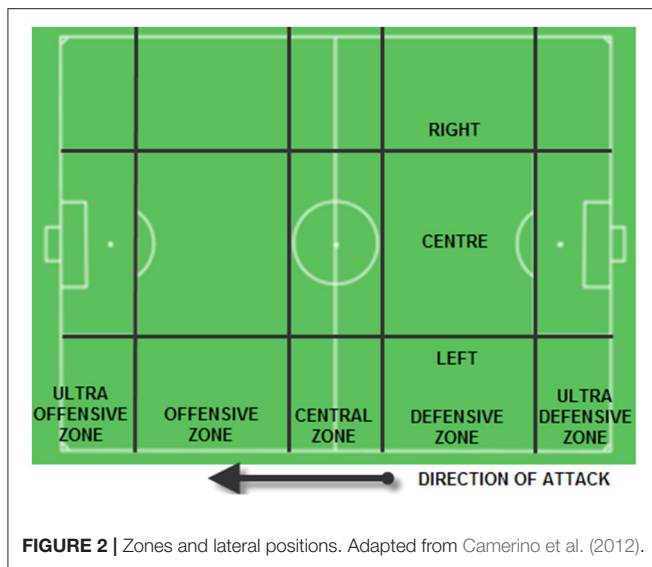 RIGHT
CENTRE
LEFT
ULTRA
OFFENSIVE
ZONE
OFFENSIVE
ZONE
CENTRAL
ZONE
DEFENSIVE
ZONE
ULTRA
DEFENSIVE
ZONE
DIRECTION OF ATTACK
FIGURE 2 | Zones and lateral positions. Adapted from Camerino et al. (2012).